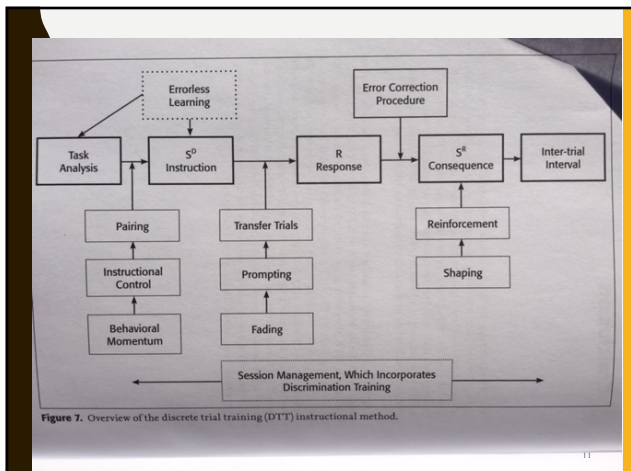 Errorless
Learning
Error Correction
Procedure
Task
Analysis
S^D
Instruction
R
Response
S^R
Consequence
Inter-trial
Interval
Pairing
Transfer Trials
Reinforcement
Instructional
Control
Prompting
Shaping
Behavioral
Momentum
Fading
Session Management, Which Incorporates
Discrimination Training
Figure 7. Overview of the discrete trial training (DTT) instructional method.
11